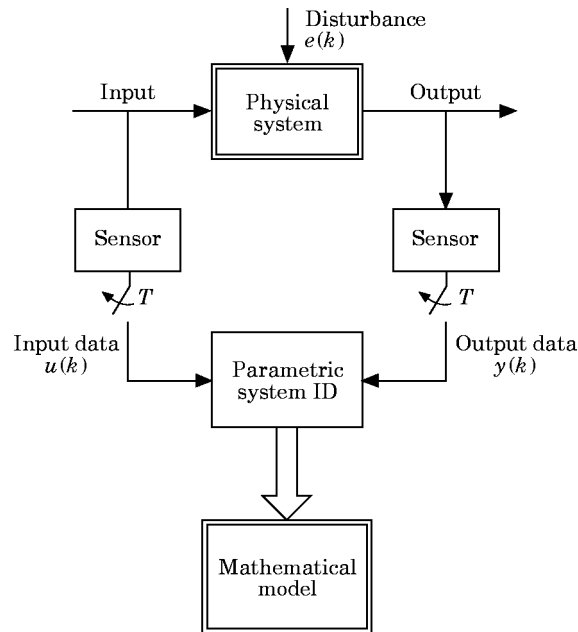 Disturbance
e(k)
Input
Physical
system
Output
Sensor
Sensor
T
T
Input data
u(k)
Parametric
system ID
Output data
y(k)
Mathematical
model